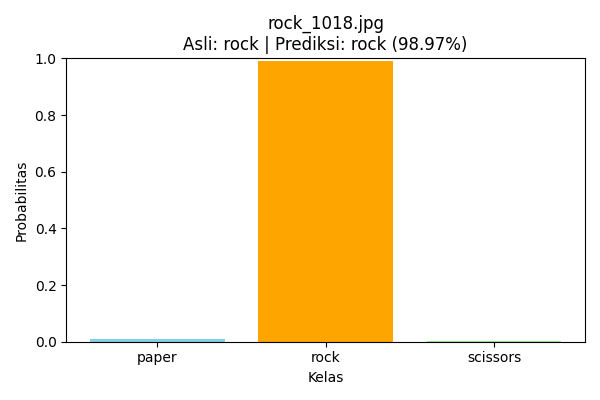 rock_1018.jpg
Asli: rock | Prediksi: rock (98.97%)
1.0
0.8
0.6
0.4
0.2
0.0
Probabilitas
paper rock scissors
Kelas